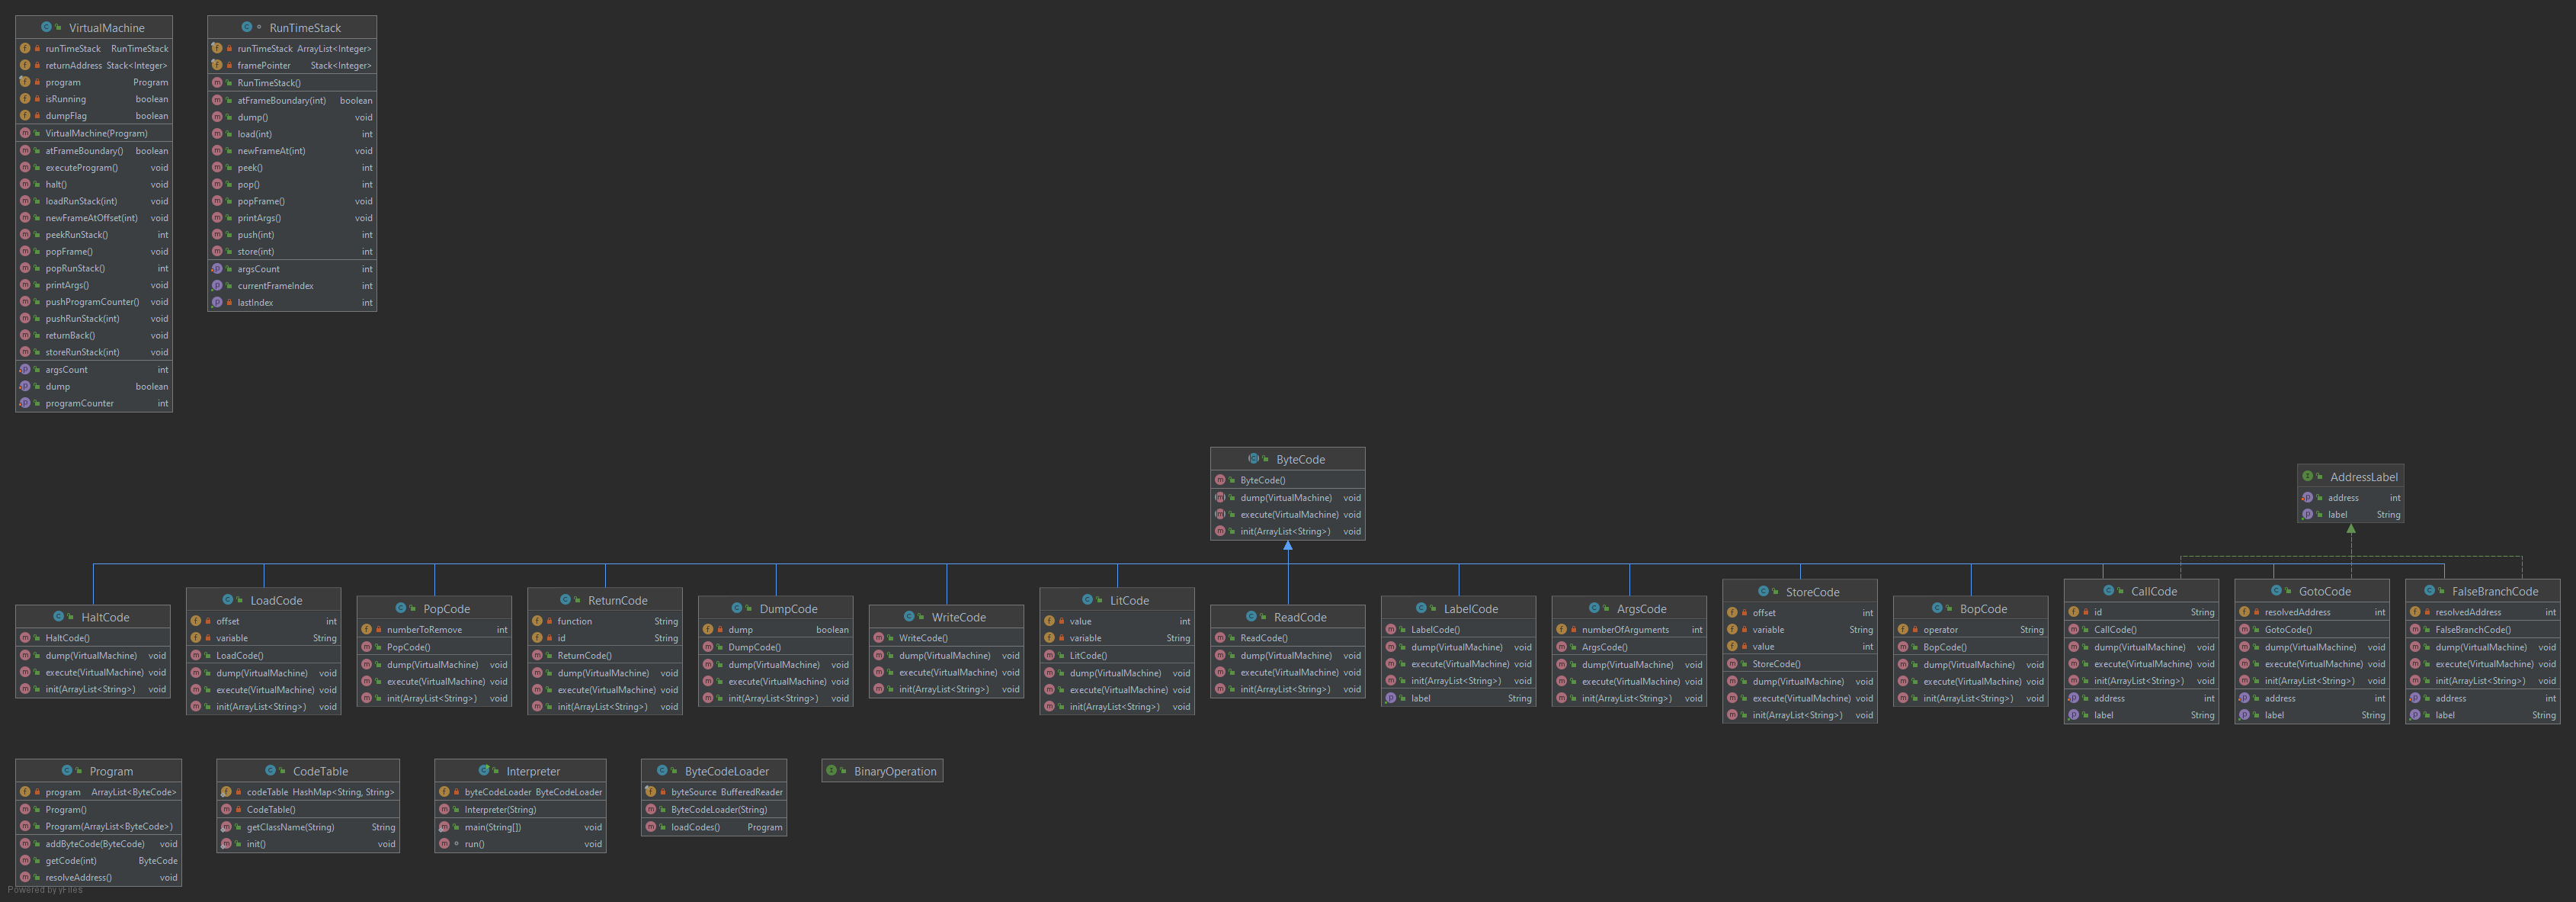 VirtualMachine
runTimeStack RunTimeStack
returnAddress Stack<Integer>
program Program
isRunning boolean
dumpFlag boolean
VirtualMachine(Program)
atFrameBoundary() boolean
executeProgram() void
halt() void
loadRunStack(int) void
newFrameAtOffset(int) void
peekRunStack() int
popFrame() void
popRunStack() int
printArgs() void
pushProgramCounter() void
pushRunStack(int) void
returnBack() void
storeRunStack(int) void
argsCount int
dump boolean
programCounter int
RunTimeStack
runTimeStack ArrayList<Integer>
framePointer Stack<Integer>
RunTimeStack()
atFrameBoundary(int) boolean
dump() void
load(int) int
newFrameAt(int) void
peek() int
pop() int
popFrame() void
printArgs() void
push(int) int
store(int) int
argsCount int
currentFrameIndex int
lastIndex int
ByteCode
ByteCode()
dump(VirtualMachine) void
execute(VirtualMachine) void
init(ArrayList<String>) void
AddressLabel
address int
label String
HaltCode
HaltCode()
dump(VirtualMachine) void
execute(VirtualMachine) void
init(ArrayList<String>) void
LoadCode
offset int
variable String
LoadCode()
dump(VirtualMachine) void
execute(VirtualMachine) void
init(ArrayList<String>) void
PopCode
numberToRemove int
PopCode()
dump(VirtualMachine) void
execute(VirtualMachine) void
init(ArrayList<String>) void
ReturnCode
function String
id String
ReturnCode()
dump(VirtualMachine) void
execute(VirtualMachine) void
init(ArrayList<String>) void
DumpCode
dump boolean
DumpCode()
dump(VirtualMachine) void
execute(VirtualMachine) void
init(ArrayList<String>) void
WriteCode
WriteCode()
dump(VirtualMachine) void
execute(VirtualMachine) void
init(ArrayList<String>) void
LitCode
value int
variable String
LitCode()
dump(VirtualMachine) void
execute(VirtualMachine) void
init(ArrayList<String>) void
ReadCode
ReadCode()
dump(VirtualMachine) void
execute(VirtualMachine) void
init(ArrayList<String>) void
LabelCode
LabelCode()
dump(VirtualMachine) void
execute(VirtualMachine) void
init(ArrayList<String>) void
label String
ArgsCode
numberOfArguments int
ArgsCode()
dump(VirtualMachine) void
execute(VirtualMachine) void
init(ArrayList<String>) void
StoreCode
offset int
variable String
value int
StoreCode()
dump(VirtualMachine) void
execute(VirtualMachine) void
init(ArrayList<String>) void
BopCode
operator String
BopCode()
dump(VirtualMachine) void
execute(VirtualMachine) void
init(ArrayList<String>) void
CallCode
id String
CallCode()
dump(VirtualMachine) void
execute(VirtualMachine) void
init(ArrayList<String>) void
address int
label String
GotoCode
resolvedAddress int
GotoCode()
dump(VirtualMachine) void
execute(VirtualMachine) void
init(ArrayList<String>) void
address int
label String
FalseBranchCode
resolvedAddress int
FalseBranchCode()
dump(VirtualMachine) void
execute(VirtualMachine) void
init(ArrayList<String>) void
address int
label String
Program
program ArrayList<ByteCode>
Program()
Program(ArrayList<ByteCode>)
addByteCode(ByteCode) void
getCode(int) ByteCode
resolveAddress() void
CodeTable
codeTable HashMap<String, String>
CodeTable()
getClassName(String) String
init() void
Interpreter
byteCodeLoader ByteCodeLoader
Interpreter(String)
main(String[]) void
run() void
ByteCodeLoader
byteSource BufferedReader
ByteCodeLoader(String)
loadCodes() Program
BinaryOperation
Powered by yFiles